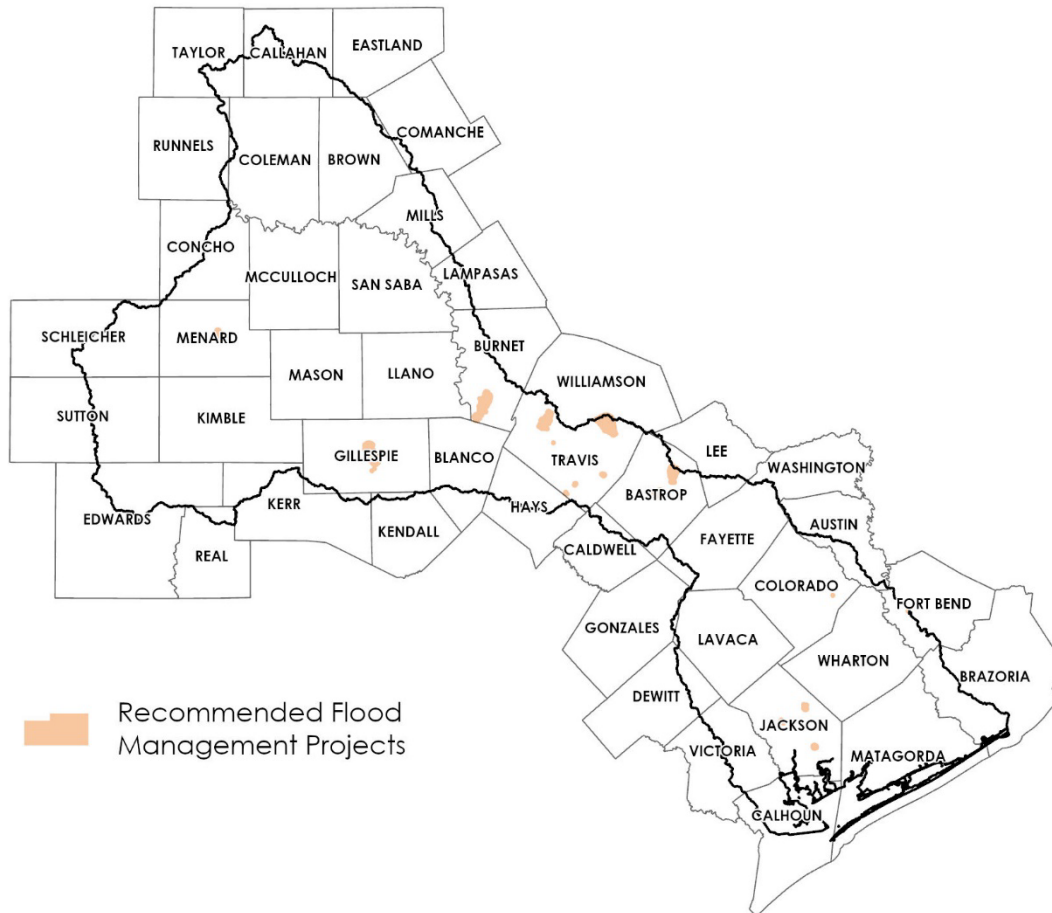 TAYLOR
CALLAHAN
EASTLAND
RUNNELS
COLEMAN
BROWN
COMANCHE
MILLS
CONCHO
MCCULLOCH
SAN SABA
LAMPASAS
SCHLEICHER
MENARD
BURNET
MASON
LLANO
WILLIAMSON
SUTTON
KIMBLE
GILLESPIE
BLANCO
TRAVIS
LEE
WASHINGTON
BASTROP
EDWARDS
KERR
HAYS
KENDALL
REAL
CALDWELL
FAYETTE
AUSTIN
COLORADO
FORT BEND
GONZALES
LAVACA
WHARTON
BRAZORIA
DEWITT
JACKSON
VICTORIA
MATAGORDA
CALHOUN
Recommended Flood
Management Projects